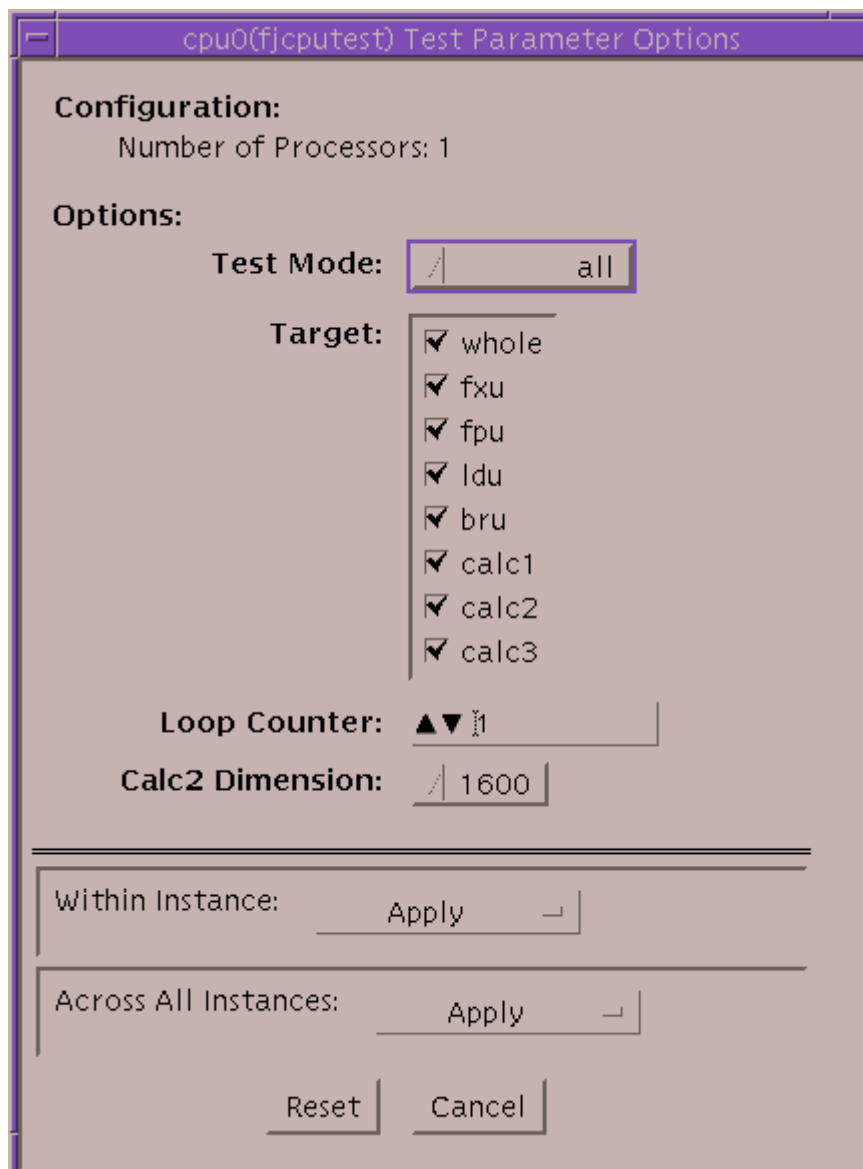 cpu0(fjcputest) Test Parameter Options
Configuration:
Number of Processors: 1
Options:
Test Mode: all
Target: whole
fxu
fpu
ldu
bru
calc1
calc2
calc3
Loop Counter: 1
Calc2 Dimension: 1600
Within Instance: Apply
Across All Instances: Apply
Reset Cancel